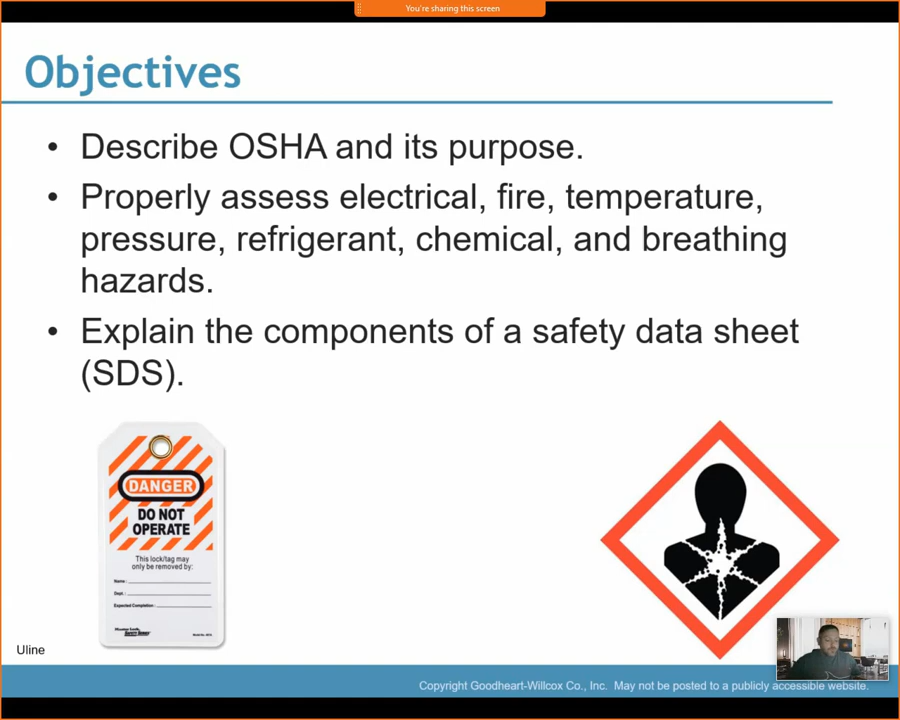 You're sharing this screen
Objectives
• Describe OSHA and its purpose.
• Properly assess electrical, fire, temperature,
pressure, refrigerant, chemical, and breathing
hazards.
• Explain the components of a safety data sheet
(SDS).
DANGER
DO NOT
OPERATE
This lock/tag may
only be removed by:
Name:
Dept.:
Expected Completion:
Uline
Copyright Goodheart-Willcox Co., Inc. May not be posted to a publicly accessible website.